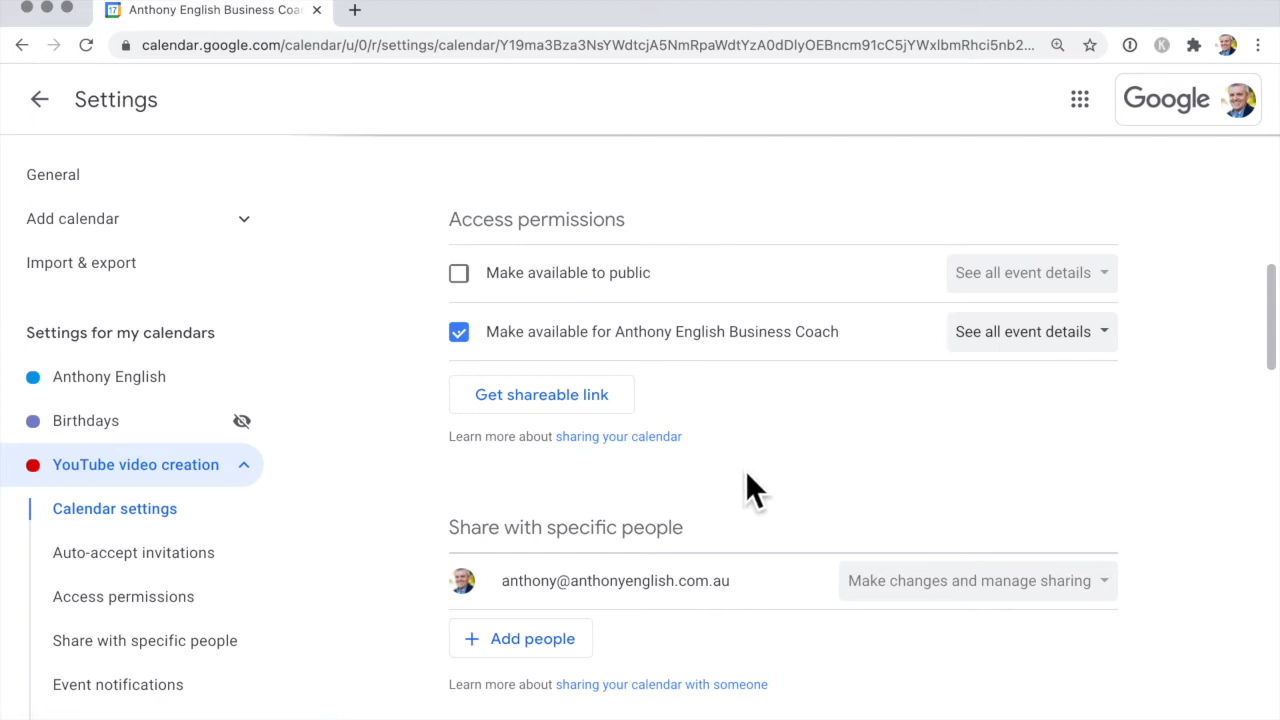 Anthony English Business Coac
calendar.google.com/calendar/u/0/r/settings/calendar/Y19ma3Bza3NsYWdtcjA5NmRpaWdtYzA0dDlyOEBncm91cC5jYWxlbmRhci5nb2...
Settings
Google
General
Add calendar
Import & export
Settings for my calendars
Anthony English
Birthdays
YouTube video creation
Calendar settings
Auto-accept invitations
Access permissions
Share with specific people
Event notifications
Access permissions
Make available to public
See all event details
Make available for Anthony English Business Coach
See all event details
Get shareable link
Learn more about sharing your calendar
Share with specific people
anthony@anthonyenglish.com.au
Make changes and manage sharing
+ Add people
Learn more about sharing your calendar with someone